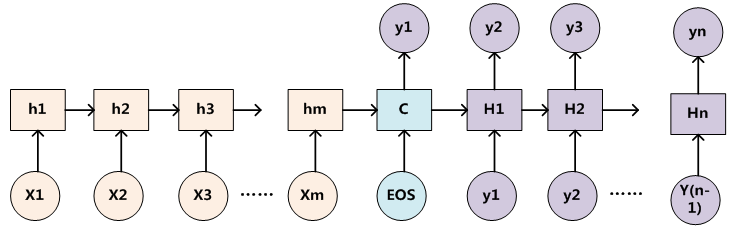 y1
y2
y3
yn
h1
h2
h3
hm
C
H1
H2
Hn
X1
X2
X3
······
Xm
EOS
y1
y2
······
Y(n-
1)